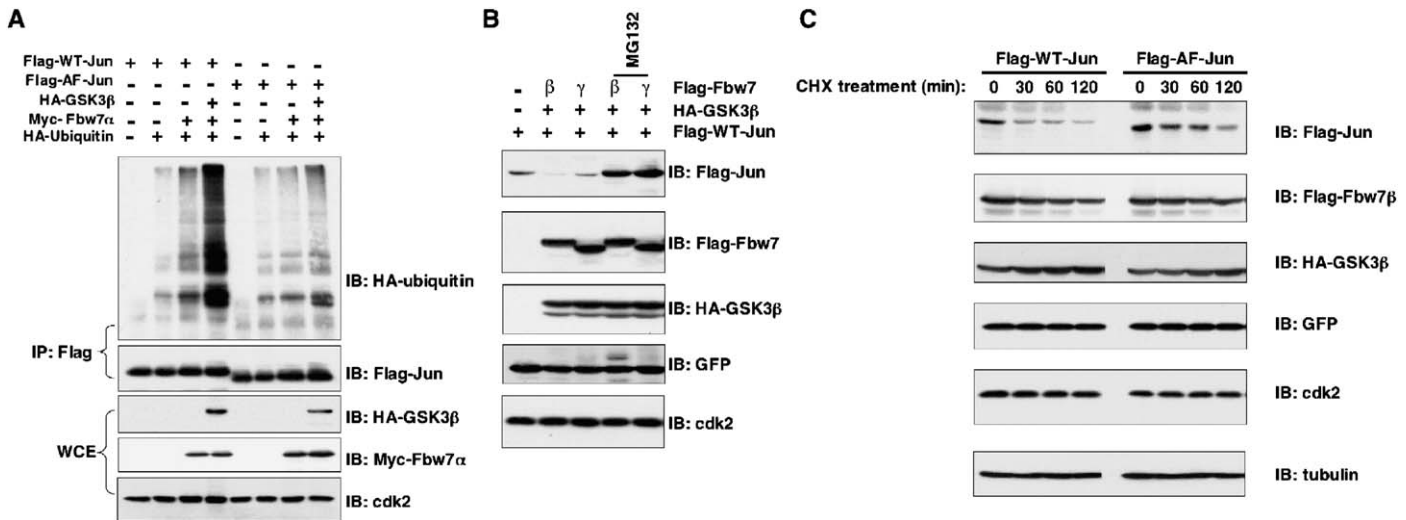 A
Flag-WT-Jun + + + + - - - -
Flag-AF-Jun - - - - + + + +
HA-GSK3β - - - + - - - +
Myc- Fbw7α - - + + - - + +
HA-Ubiquitin - + + + - + + +
IB: HA-ubiquitin
IP: Flag
IB: Flag-Jun
IB: HA-GSK3β
WCE
IB: Myc-Fbw7α
IB: cdk2
B
MG132
- β γ β γ Flag-Fbw7
- + + + + HA-GSK3β
+ + + + + Flag-WT-Jun
IB: Flag-Jun
IB: Flag-Fbw7
IB: HA-GSK3β
IB: GFP
IB: cdk2
C
Flag-WT-Jun Flag-AF-Jun
CHX treatment (min): 0 30 60 120 0 30 60 120
IB: Flag-Jun
IB: Flag-Fbw7β
IB: HA-GSK3β
IB: GFP
IB: cdk2
IB: tubulin